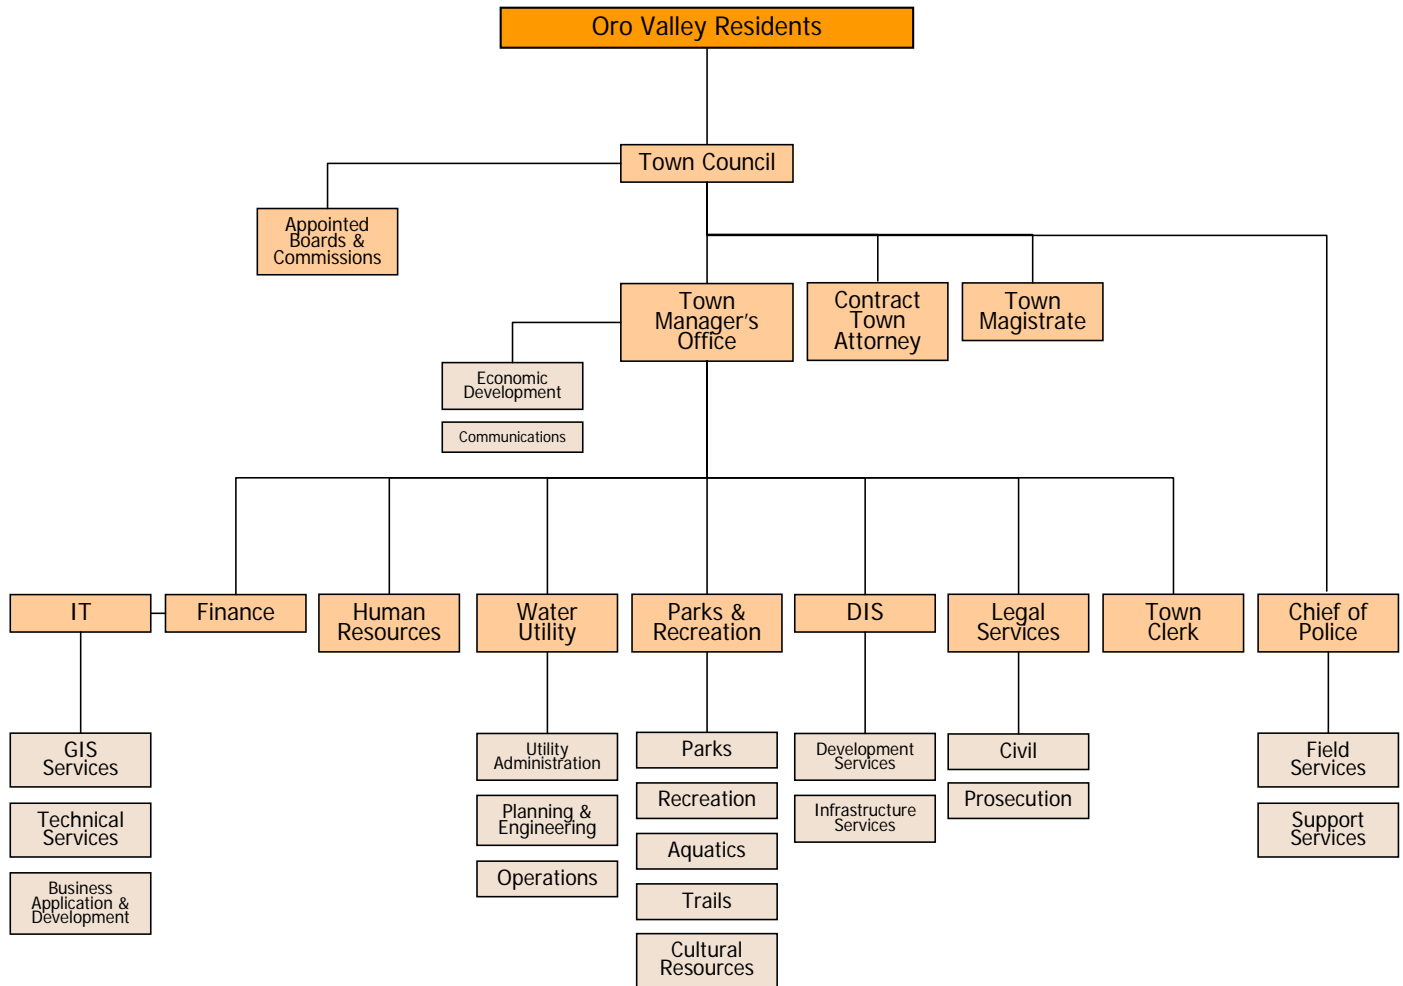 Oro Valley Residents
Town Council
Appointed
Boards &
Commissions
Town
Manager's
Office
Contract
Town
Attorney
Town
Magistrate
Economic
Development
Communications
IT
Finance
Human
Resources
Water
Utility
Parks &
Recreation
DIS
Legal
Services
Town
Clerk
Chief of
Police
GIS
Services
Technical
Services
Business
Application &
Development
Utility
Administration
Planning &
Engineering
Operations
Parks
Recreation
Aquatics
Trails
Cultural
Resources
Development
Services
Infrastructure
Services
Civil
Prosecution
Field
Services
Support
Services